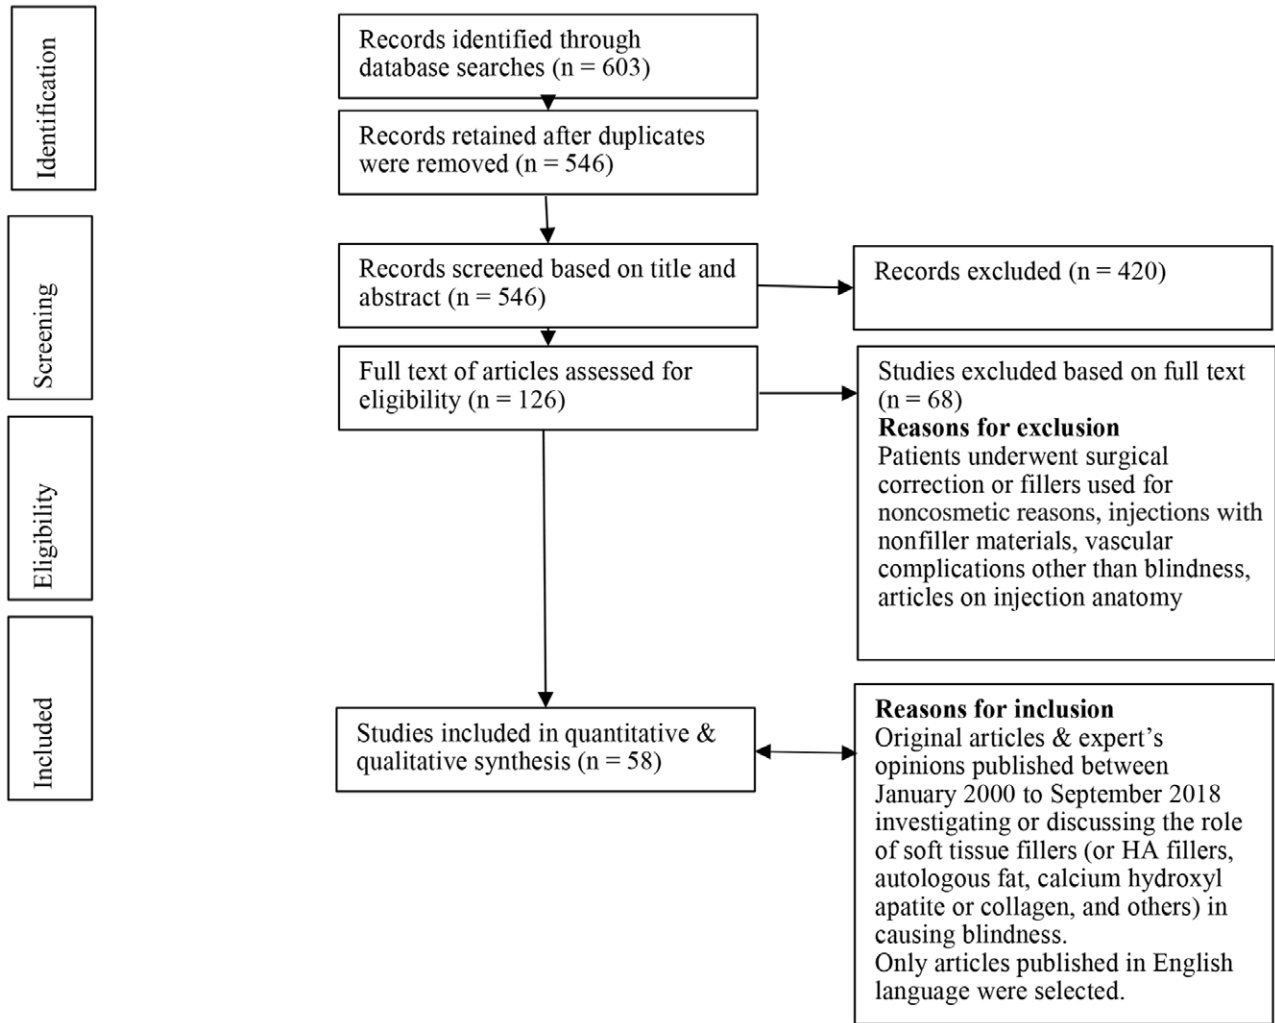 Identification
Records identified through
database searches (n = 603)
Records retained after duplicates
were removed (n = 546)
Screening
Records screened based on title and
abstract (n = 546)
Records excluded (n = 420)
Full text of articles assessed for
eligibility (n = 126)
Studies excluded based on full text
(n = 68)
Reasons for exclusion
Patients underwent surgical
correction or fillers used for
noncosmetic reasons, injections with
nonfiller materials, vascular
complications other than blindness,
articles on injection anatomy
Eligibility
Included
Studies included in quantitative &
qualitative synthesis (n = 58)
Reasons for inclusion
Original articles & expert's
opinions published between
January 2000 to September 2018
investigating or discussing the role
of soft tissue fillers (or HA fillers,
autologous fat, calcium hydroxyl
apatite or collagen, and others) in
causing blindness.
Only articles published in English
language were selected.